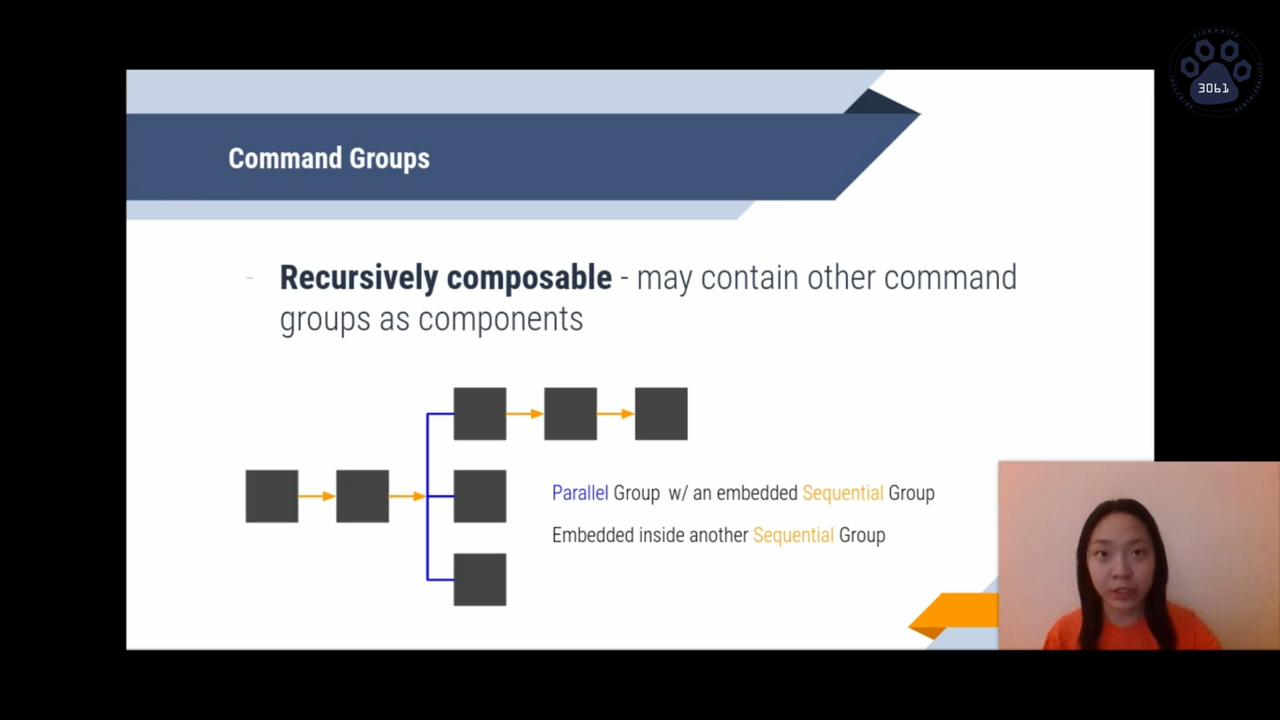 3061
Command Groups
- Recursively composable - may contain other command
groups as components
Parallel Group w/ an embedded Sequential Group
Embedded inside another Sequential Group